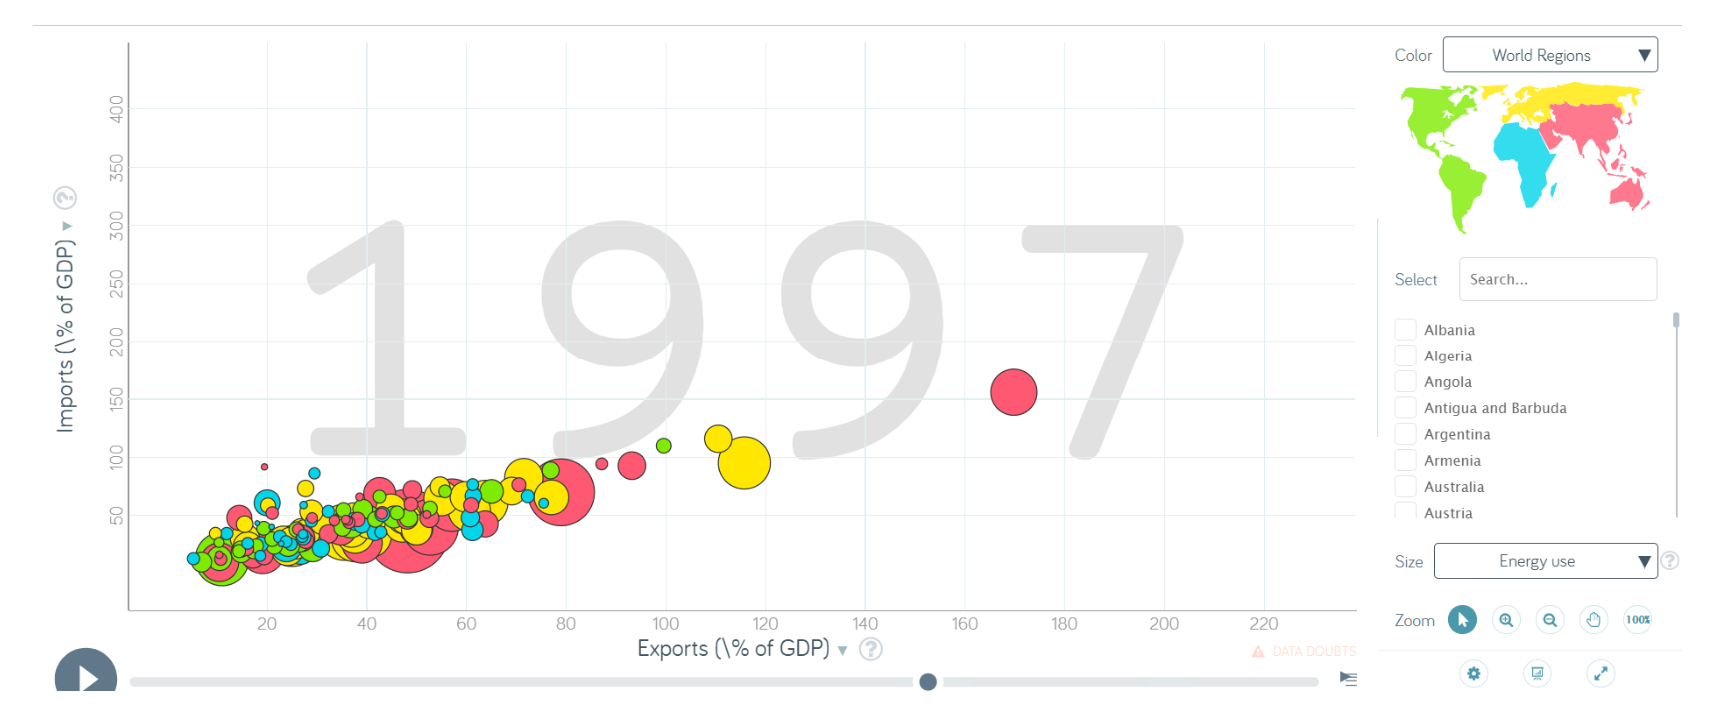 Color World Regions ▼
400
350
300
250
200
150
100
50
Imports (\% of GDP) ▼ ?
1997
20 40 60 80 100 120 140 160 180 200 220
Exports (\% of GDP) ▼ ?
DATA DOUBTS
Select Search...
Albania
Algeria
Angola
Antigua and Barbuda
Argentina
Armenia
Australia
Austria
Size Energy use ▼ ?
Zoom 100%